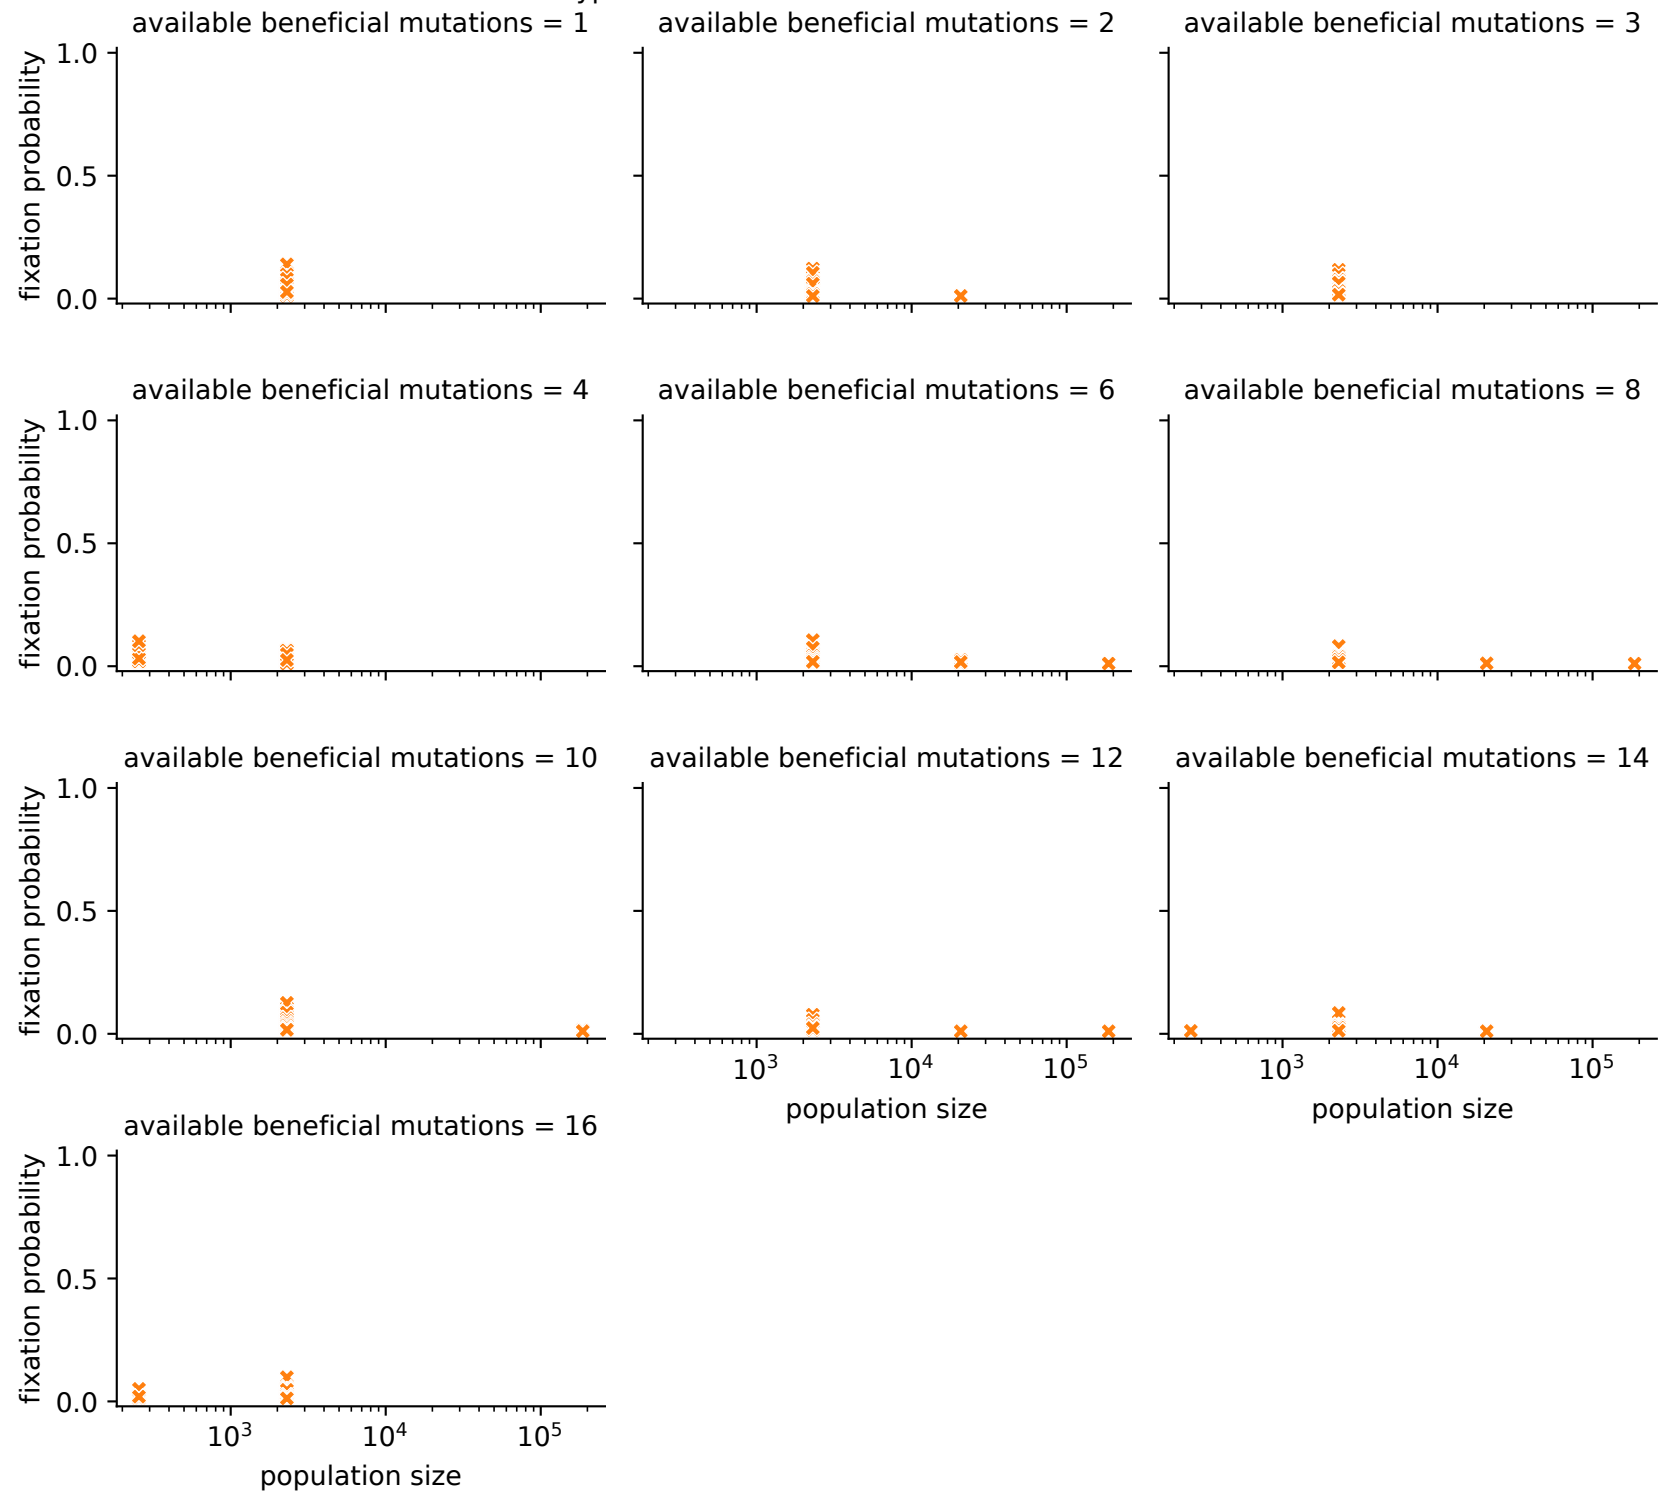 available beneficial mutations = 1
available beneficial mutations = 2
available beneficial mutations = 3
fixation probability
1.0
0.5
0.0
available beneficial mutations = 4
available beneficial mutations = 6
available beneficial mutations = 8
fixation probability
1.0
0.5
0.0
available beneficial mutations = 10
available beneficial mutations = 12
available beneficial mutations = 14
fixation probability
1.0
0.5
0.0
10³ 10⁴ 10⁵
population size
10³ 10⁴ 10⁵
population size
available beneficial mutations = 16
fixation probability
1.0
0.5
0.0
10³ 10⁴ 10⁵
population size